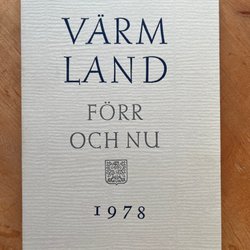 VÄRM
LAND
FÖRR
OCH NU
1978